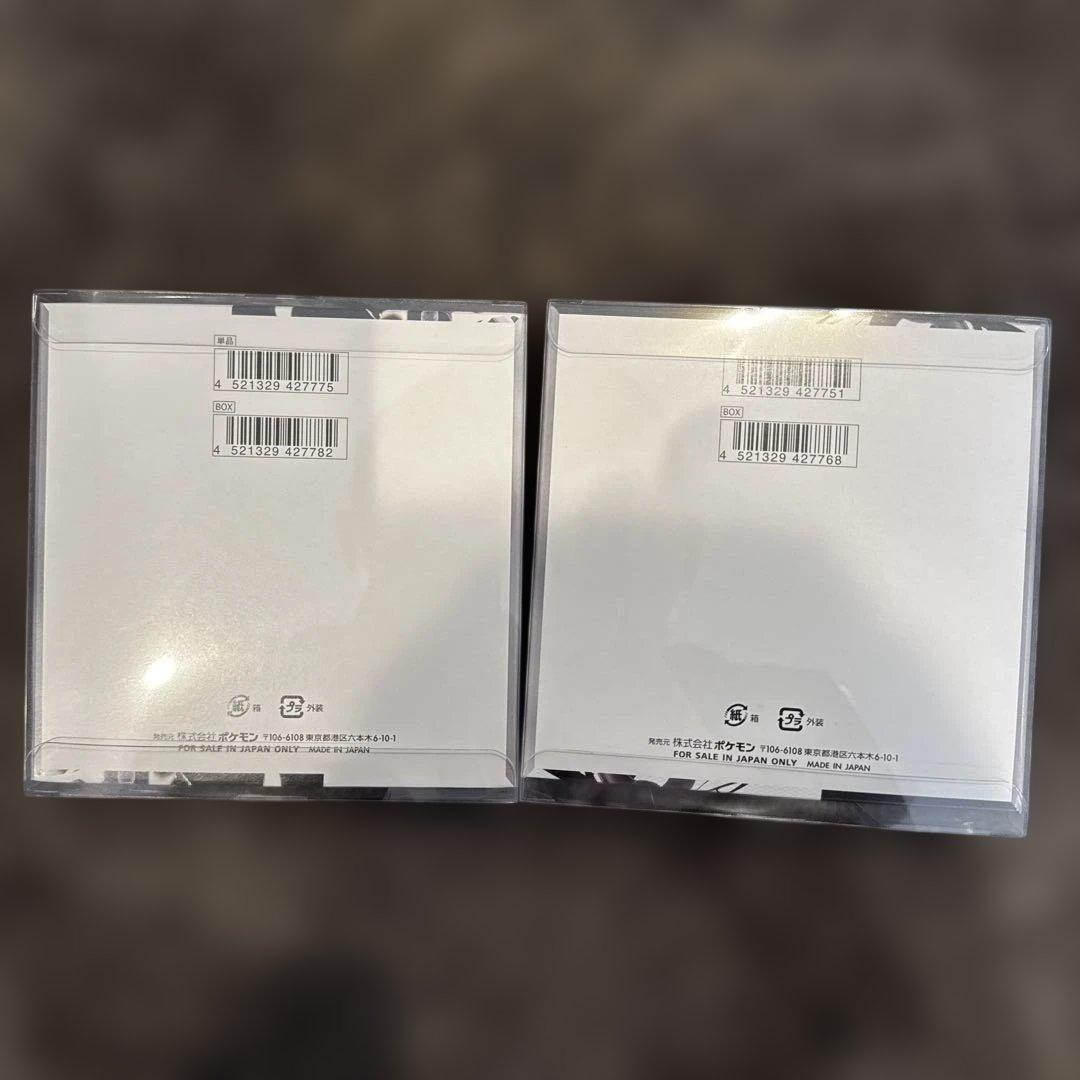 単品
4 521329 427775
BOX
4 521329 427782
紙 箱 プラ 外装
発売元 株式会社ポケモン 〒106-6108 東京都港区六本木6-10-1
FOR SALE IN JAPAN ONLY MADE IN JAPAN
4 521329 427751
BOX
4 521329 427768
紙 箱 プラ 外装
発売元 株式会社ポケモン 〒106-6108 東京都港区六本木6-10-1
FOR SALE IN JAPAN ONLY MADE IN JAPAN